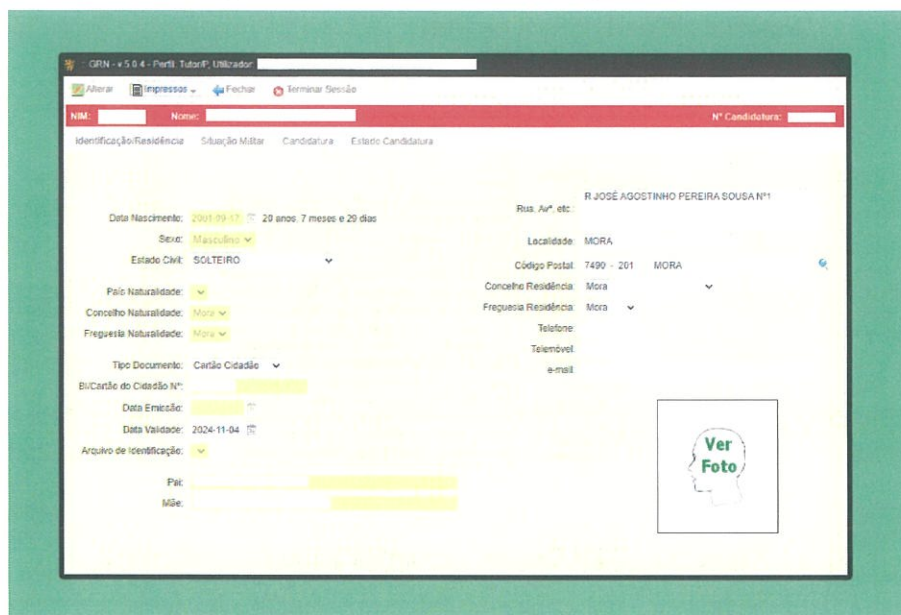 GRN - v 5.0.4 - Perfil: Tutor/P, Utilizador:
Alterar Impressos Fechar Terminar Sessão
NIM: Nome: Nº Candidatura:
Identificação/Residência Situação Militar Candidatura Estado Candidatura
Data Nascimento: 2001-09-17 20 anos, 7 meses e 29 dias
Sexo: Masculino
Estado Civil: SOLTEIRO
País Naturalidade:
Concelho Naturalidade: Mora
Freguesia Naturalidade: Mora
Tipo Documento: Cartão Cidadão
BI/Cartão do Cidadão Nº:
Data Emissão:
Data Validade: 2024-11-04
Arquivo de Identificação:
Pai:
Mãe:
R JOSÉ AGOSTINHO PEREIRA SOUSA Nº1
Rua, Avª, etc.:
Localidade: MORA
Código Postal: 7490 - 201 MORA
Concelho Residência: Mora
Freguesia Residência: Mora
Telefone:
Telemóvel:
e-mail:
Ver
Foto